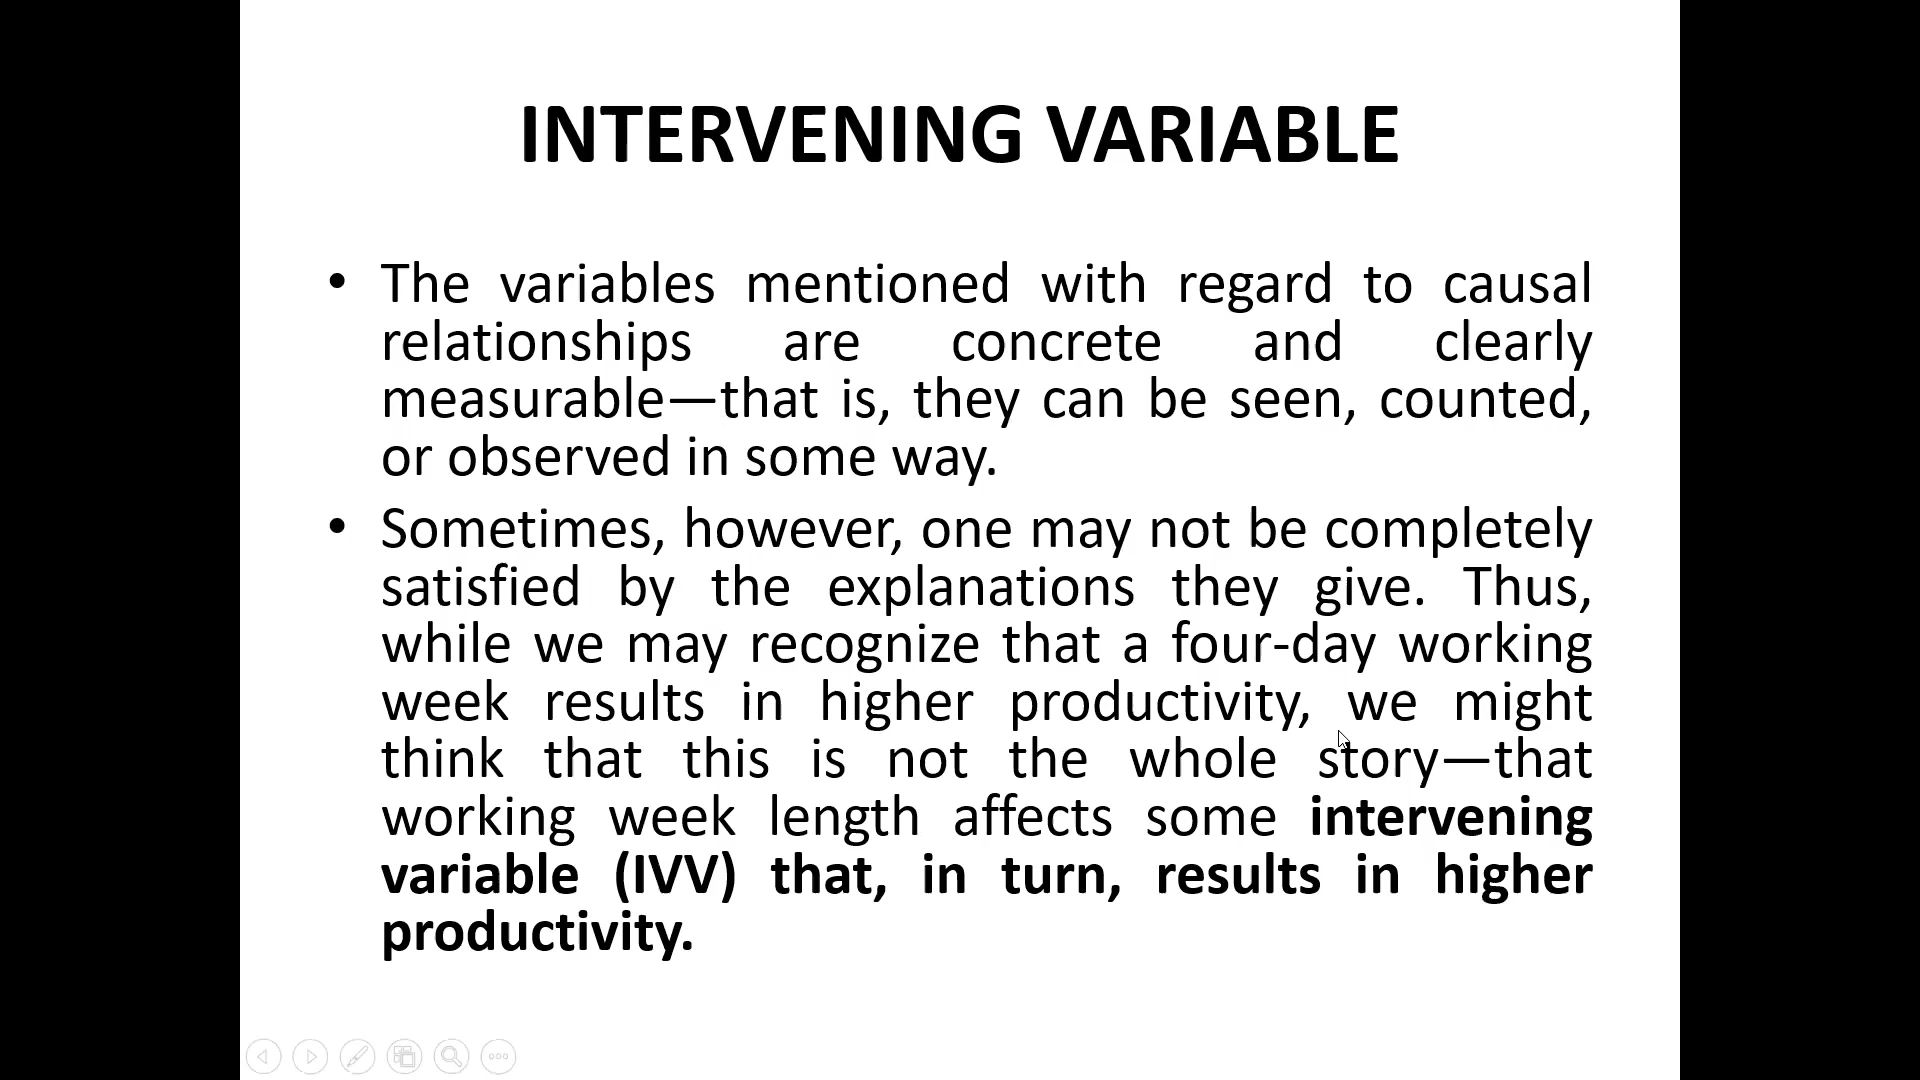 INTERVENING VARIABLE
• The variables mentioned with regard to causal
relationships are concrete and clearly
measurable—that is, they can be seen, counted,
or observed in some way.
• Sometimes, however, one may not be completely
satisfied by the explanations they give. Thus,
while we may recognize that a four-day working
week results in higher productivity, we might
think that this is not the whole story—that
working week length affects some intervening
variable (IVV) that, in turn, results in higher
productivity.